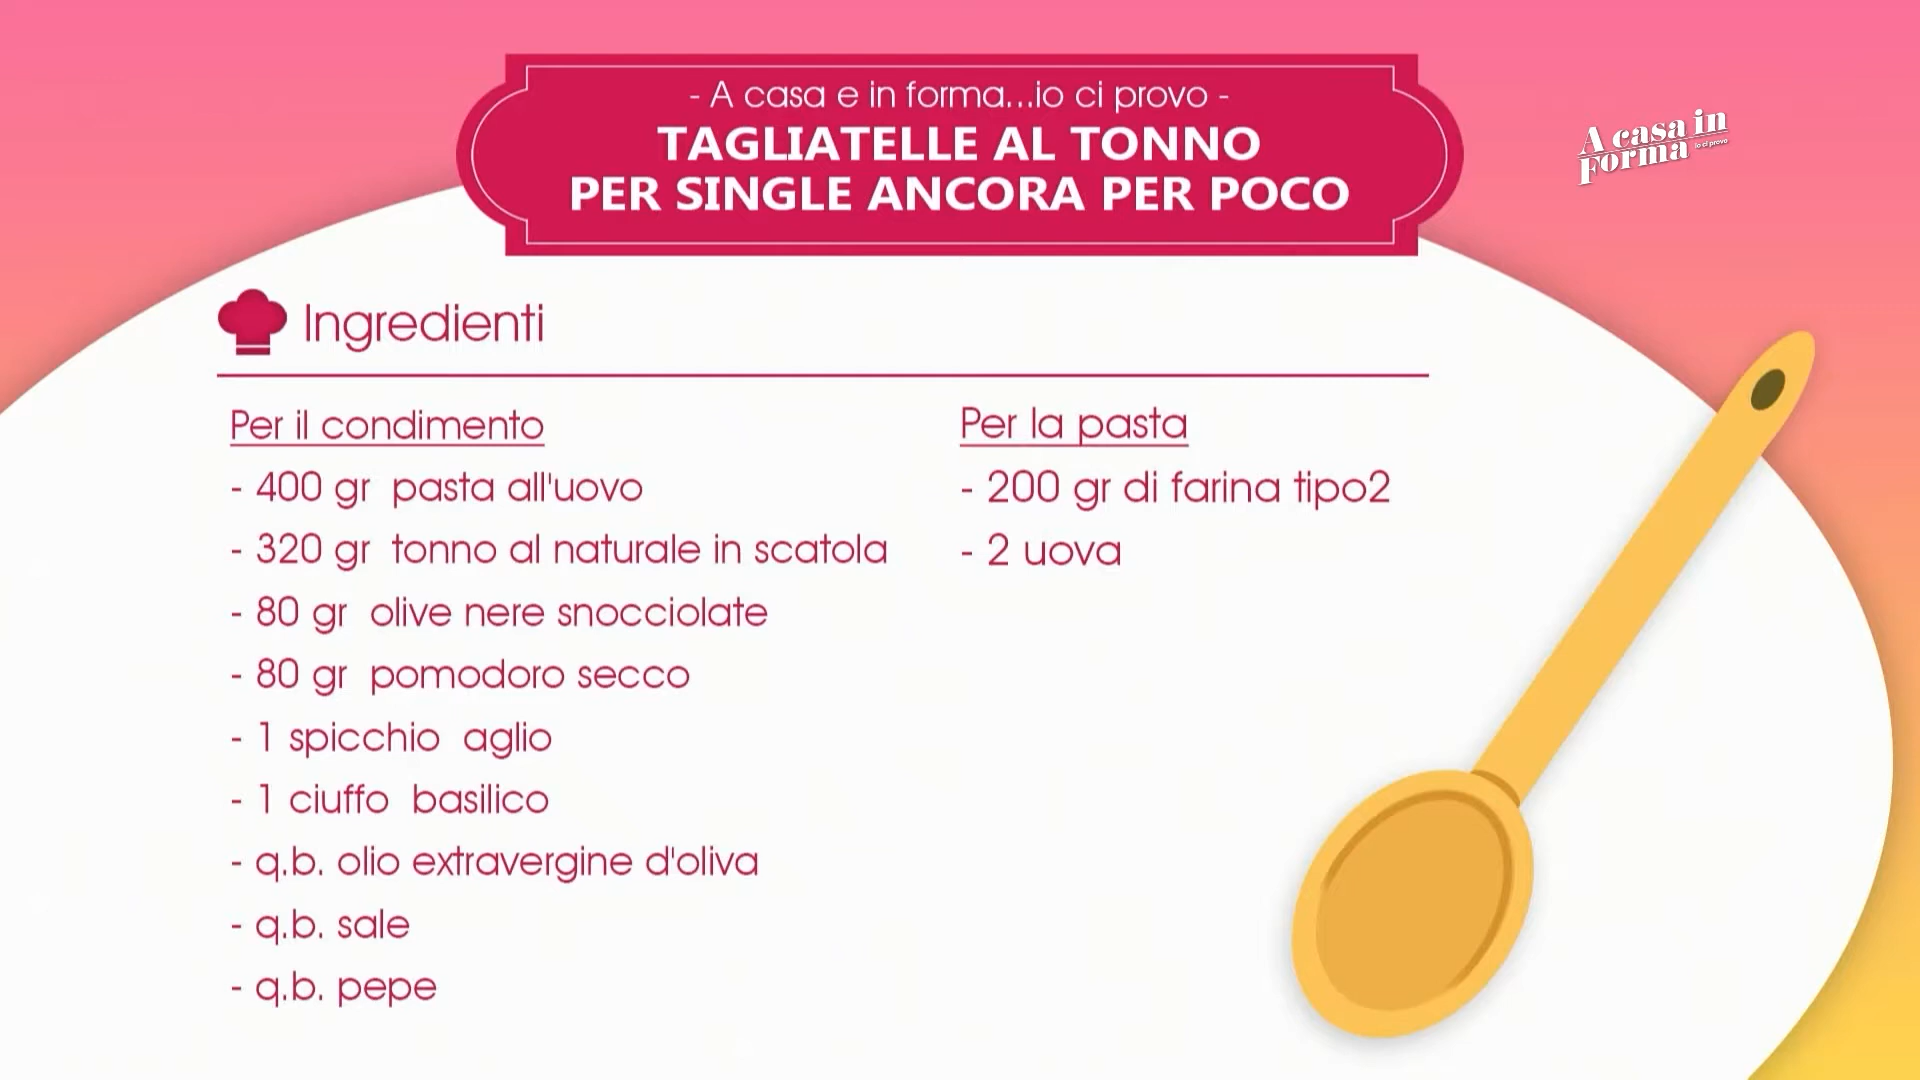 - A casa e in forma...io ci provo -
TAGLIATELLE AL TONNO
PER SINGLE ANCORA PER POCO
A casa in
Forma io ci provo
Ingredienti
Per il condimento
- 400 gr pasta all'uovo
- 320 gr tonno al naturale in scatola
- 80 gr olive nere snocciolate
- 80 gr pomodoro secco
- 1 spicchio aglio
- 1 ciuffo basilico
- q.b. olio extravergine d'oliva
- q.b. sale
- q.b. pepe
Per la pasta
- 200 gr di farina tipo2
- 2 uova